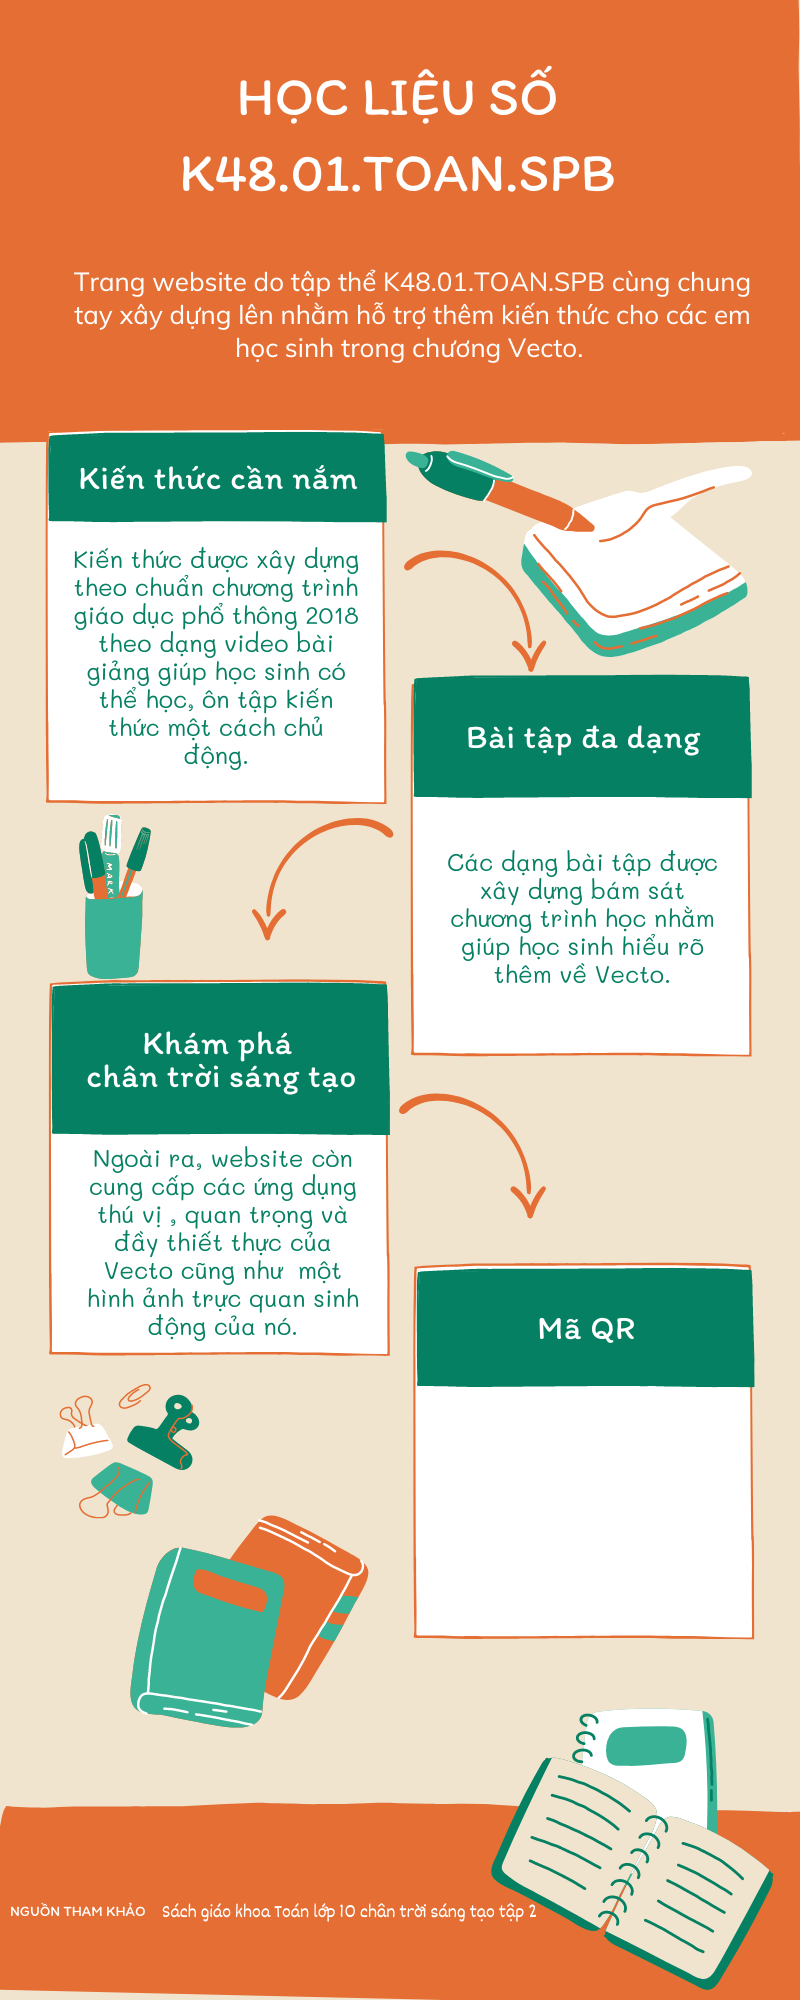 HỌC LIỆU SỐ
K48.01.TOAN.SPB
Trang website do tập thể K48.01.TOAN.SPB cùng chung
tay xây dựng lên nhằm hỗ trợ thêm kiến thức cho các em
học sinh trong chương Vecto.
Kiến thức cần nắm
Kiến thức được xây dựng
theo chuẩn chương trình
giáo dục phổ thông 2018
theo dạng video bài
giảng giúp học sinh có
thể học, ôn tập kiến
thức một cách chủ
động.
Bài tập đa dạng
Các dạng bài tập được
xây dựng bám sát
chương trình học nhằm
giúp học sinh hiểu rõ
thêm về Vecto.
MARK
Khám phá
chân trời sáng tạo
Ngoài ra, website còn
cung cấp các ứng dụng
thú vị , quan trọng và
đầy thiết thực của
Vecto cũng như  một
hình ảnh trực quan sinh
động của nó.
Mã QR
NGUỒN THAM KHẢO Sách giáo khoa Toán lớp 10 chân trời sáng tạo tập 2